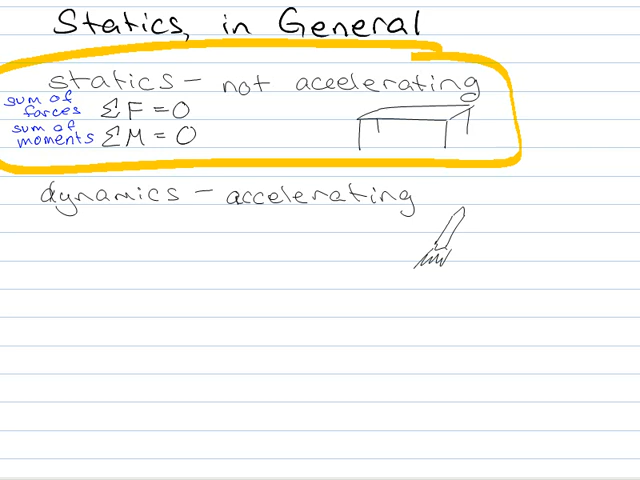 Statics, in General
statics - not accelerating
sum of forces ΣF = 0
sum of moments ΣM = 0
dynamics - accelerating